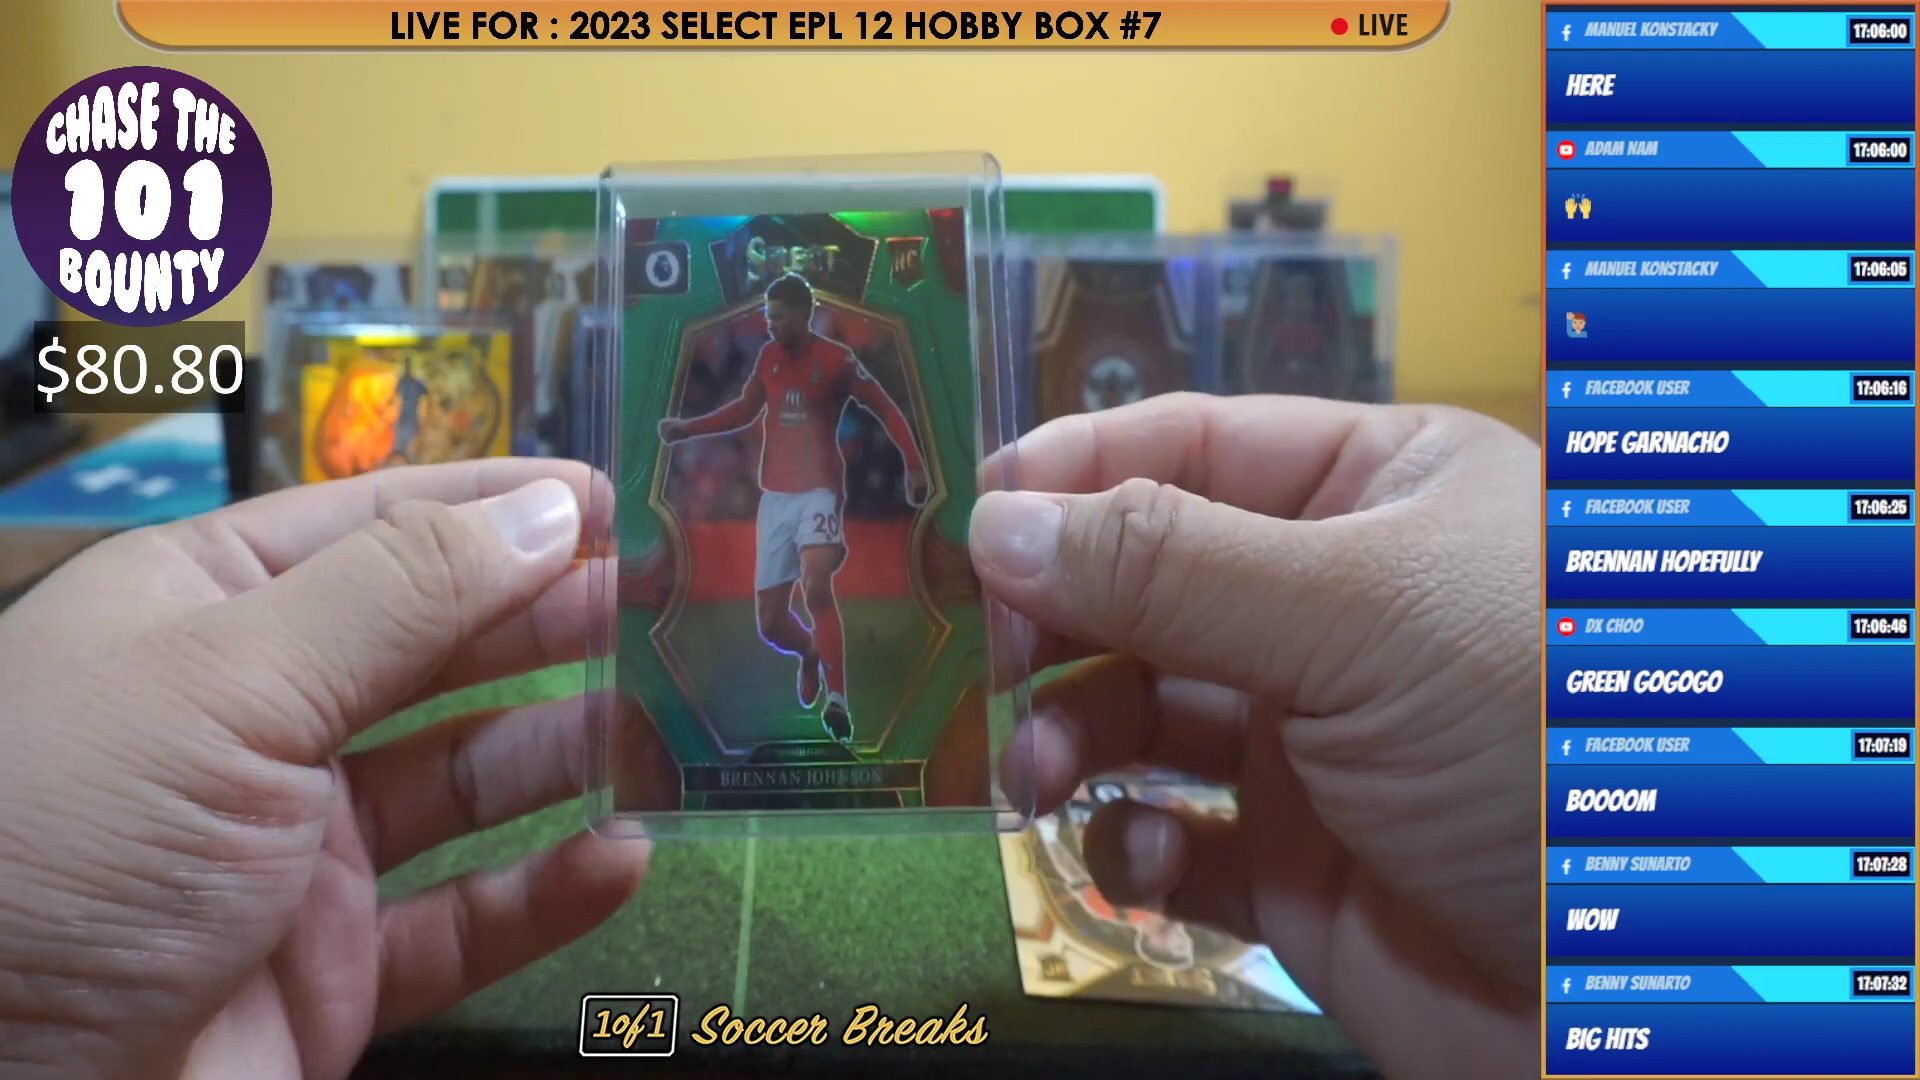 LIVE FOR : 2023 SELECT EPL 12 HOBBY BOX #7
LIVE
CHASE THE
101
BOUNTY
$80.80
SELECT
RC
20
BRENNAN JOHNSON
1of1 Soccer Breaks
MANUEL KONSTACKY 17:06:00
HERE
ADAM NAM 17:06:00
🙌
MANUEL KONSTACKY 17:06:05
🙋🏽‍♂️
FACEBOOK USER 17:06:16
HOPE GARNACHO
FACEBOOK USER 17:06:25
BRENNAN HOPEFULLY
DX CHOO 17:06:46
GREEN GOGOGO
FACEBOOK USER 17:07:19
BOOOOM
BENNY SUNARTO 17:07:28
WOW
BENNY SUNARTO 17:07:32
BIG HITS